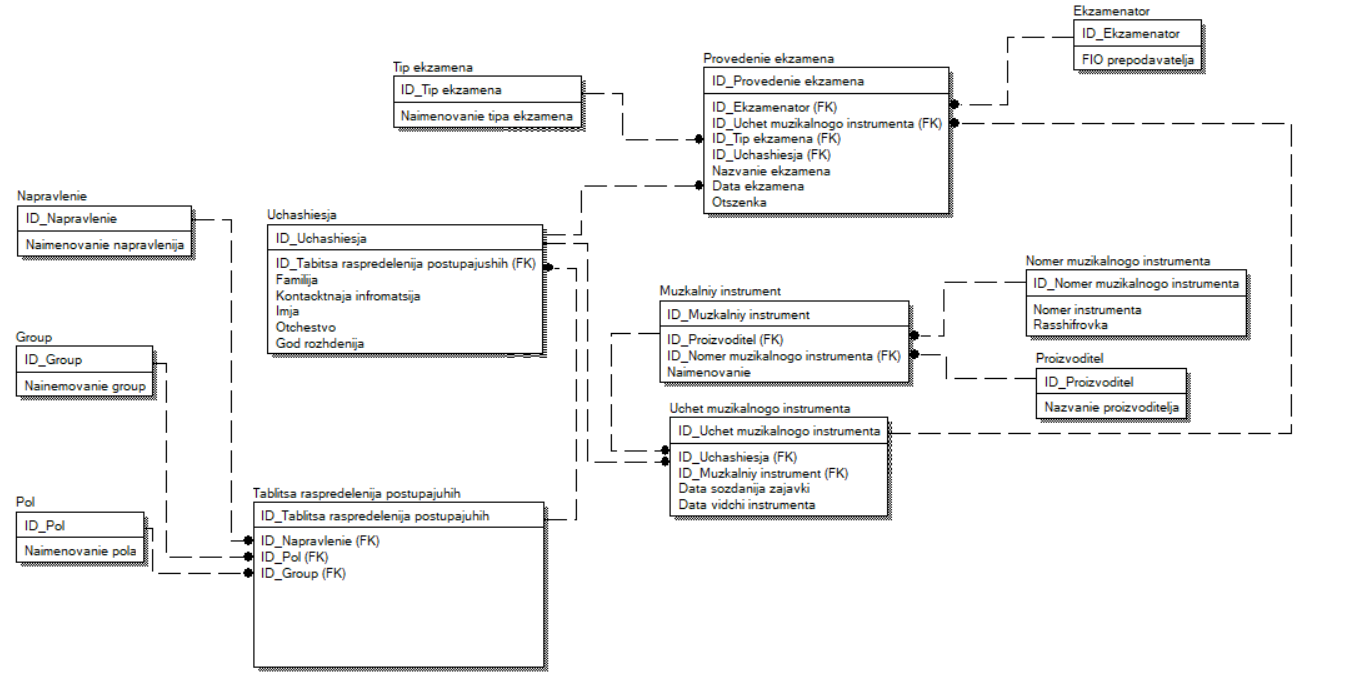 Ekzamenator
ID_Ekzamenator
FIO prepodavatelja
Provedenie ekzamena
ID_Provedenie ekzamena
ID_Ekzamenator (FK)
ID_Uchet muzikalnogo instrumenta (FK)
ID_Tip ekzamena (FK)
ID_Uchashiesja (FK)
Nazvanie ekzamena
Data ekzamena
Otszenka
Tip ekzamena
ID_Tip ekzamena
Naimenovanie tipa ekzamena
Napravlenie
ID_Napravlenie
Naimenovanie napravlenija
Uchashiesja
ID_Uchashiesja
ID_Tabitsa raspredelenija postupajushih (FK)
Familija
Kontaoktnaja infromatsija
Imja
Otchestvo
God rozhdenija
Nomer muzikalnogo instrumenta
ID_Nomer muzikalnogo instrumenta
Nomer instrumenta
Rasshifrovka
Muzkalniy instrument
ID_Muzkalniy instrument
ID_Proizvoditel (FK)
ID_Nomer muzikalnogo instrumenta (FK)
Naimenovanie
Group
ID_Group
Nainemovanie group
Proizvoditel
ID_Proizvoditel
Nazvanie proizvoditelja
Uchet muzikalnogo instrumenta
ID_Uchet muzikalnogo instrumenta
ID_Uchashiesja (FK)
ID_Muzkalniy instrument (FK)
Data sozdanija zajavki
Data vidchi instrumenta
Pol
ID_Pol
Naimenovanie pola
Tablitsa raspredelenija postupajuhih
ID_Tablitsa raspredelenija postupajuhih
ID_Napravlenie (FK)
ID_Pol (FK)
ID_Group (FK)